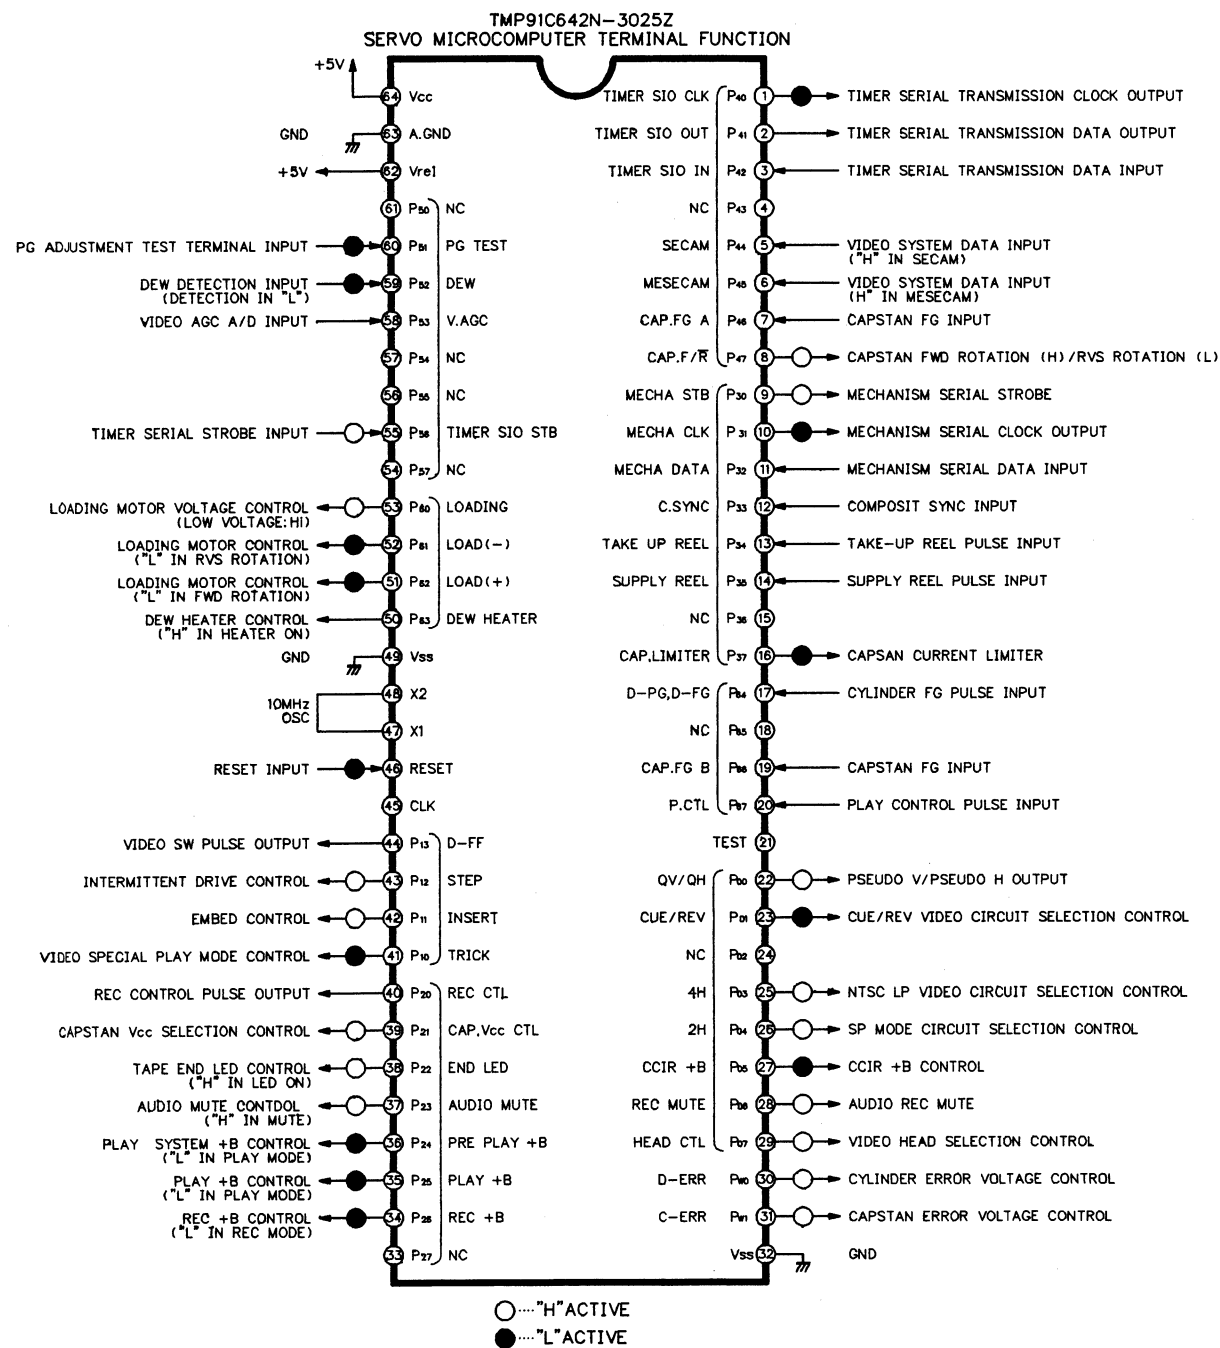 TMP91C642N-3025Z
SERVO MICROCOMPUTER TERMINAL FUNCTION
+5V 64 Vcc
GND 63 A.GND
+5V 62 Vrel
61 P50 NC
PG ADJUSTMENT TEST TERMINAL INPUT 60 P51 PG TEST
DEW DETECTION INPUT 59 P52 DEW
(DETECTION IN "L")
VIDEO AGC A/D INPUT 58 P53 V.AGC
57 P54 NC
56 P55 NC
TIMER SERIAL STROBE INPUT 55 P56 TIMER SIO STB
54 P57 NC
LOADING MOTOR VOLTAGE CONTROL 53 P60 LOADING
(LOW VOLTAGE:HI)
LOADING MOTOR CONTROL 52 P61 LOAD(-)
("L" IN RVS ROTATION)
LOADING MOTOR CONTROL 51 P62 LOAD(+)
("L" IN FWD ROTATION)
DEW HEATER CONTROL 50 P63 DEW HEATER
("H" IN HEATER ON)
GND 49 Vss
48 X2
10MHz
OSC
47 X1
RESET INPUT 46 RESET
45 CLK
VIDEO SW PULSE OUTPUT 44 P13 D-FF
INTERMITTENT DRIVE CONTROL 43 P12 STEP
EMBED CONTROL 42 P11 INSERT
VIDEO SPECIAL PLAY MODE CONTROL 41 P10 TRICK
REC CONTROL PULSE OUTPUT 40 P20 REC CTL
CAPSTAN Vcc SELECTION CONTROL 39 P21 CAP,Vcc CTL
TAPE END LED CONTROL 38 P22 END LED
("H" IN LED ON)
AUDIO MUTE CONTDOL 37 P23 AUDIO MUTE
("H" IN MUTE)
PLAY SYSTEM +B CONTROL 36 P24 PRE PLAY +B
("L" IN PLAY MODE)
PLAY +B CONTROL 35 P25 PLAY +B
("L" IN PLAY MODE)
REC +B CONTROL 34 P26 REC +B
("L" IN REC MODE)
33 P27 NC
TIMER SIO CLK P40 1 TIMER SERIAL TRANSMISSION CLOCK OUTPUT
TIMER SIO OUT P41 2 TIMER SERIAL TRANSMISSION DATA OUTPUT
TIMER SIO IN P42 3 TIMER SERIAL TRANSMISSION DATA INPUT
NC P43 4
SECAM P44 5 VIDEO SYSTEM DATA INPUT
("H" IN SECAM)
MESECAM P45 6 VIDEO SYSTEM DATA INPUT
(H" IN MESECAM)
CAP.FG A P46 7 CAPSTAN FG INPUT
CAP.F/R̅ P47 8 CAPSTAN FWD ROTATION (H)/RVS ROTATION (L)
MECHA STB P30 9 MECHANISM SERIAL STROBE
MECHA CLK P31 10 MECHANISM SERIAL CLOCK OUTPUT
MECHA DATA P32 11 MECHANISM SERIAL DATA INPUT
C.SYNC P33 12 COMPOSIT SYNC INPUT
TAKE UP REEL P34 13 TAKE-UP REEL PULSE INPUT
SUPPLY REEL P35 14 SUPPLY REEL PULSE INPUT
NC P36 15
CAP,LIMITER P37 16 CAPSAN CURRENT LIMITER
D-PG,D-FG P64 17 CYLINDER FG PULSE INPUT
NC P65 18
CAP.FG B P66 19 CAPSTAN FG INPUT
P.CTL P67 20 PLAY CONTROL PULSE INPUT
TEST 21
QV/QH P00 22 PSEUDO V/PSEUDO H OUTPUT
CUE/REV P01 23 CUE/REV VIDEO CIRCUIT SELECTION CONTROL
NC P02 24
4H P03 25 NTSC LP VIDEO CIRCUIT SELECTION CONTROL
2H P04 26 SP MODE CIRCUIT SELECTION CONTROL
CCIR +B P05 27 CCIR +B CONTROL
REC MUTE P06 28 AUDIO REC MUTE
HEAD CTL P07 29 VIDEO HEAD SELECTION CONTROL
D-ERR PW0 30 CYLINDER ERROR VOLTAGE CONTROL
C-ERR PW1 31 CAPSTAN ERROR VOLTAGE CONTROL
Vss 32 GND
...."H"ACTIVE
...."L"ACTIVE